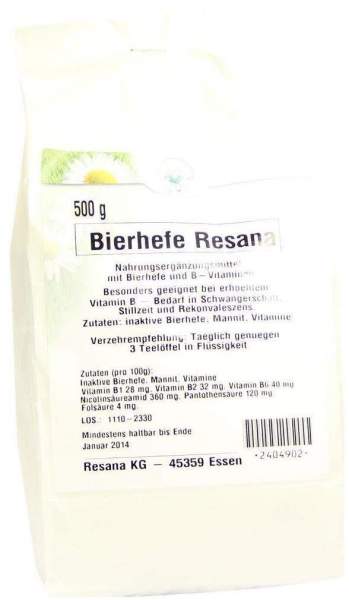 500 g
Bierhefe Resana
Nahrungsergänzungsmittel
mit Bierhefe und B – Vitaminen
Besonders geeignet bei erhoehtem
Vitamin B – Bedarf in Schwangerschaft,
Stillzeit und Rekonvaleszens.
Zutaten: inaktive Bierhefe, Mannit, Vitamine
Verzehrempfehlung: Taeglich genuegen
3 Teelöffel in Flüssigkeit
Zutaten (pro 100g):
Inaktive Bierhefe, Mannit, Vitamine
Vitamin B1 28 mg, Vitamin B2 32 mg, Vitamin B6 40 mg
Nicotinsäureamid 360 mg, Pantothensäure 120 mg
Folsäure 4 mg
LOS.: 1110-2330
Mindestens haltbar bis Ende
Januar 2014
-2404902-
Resana KG – 45359 Essen